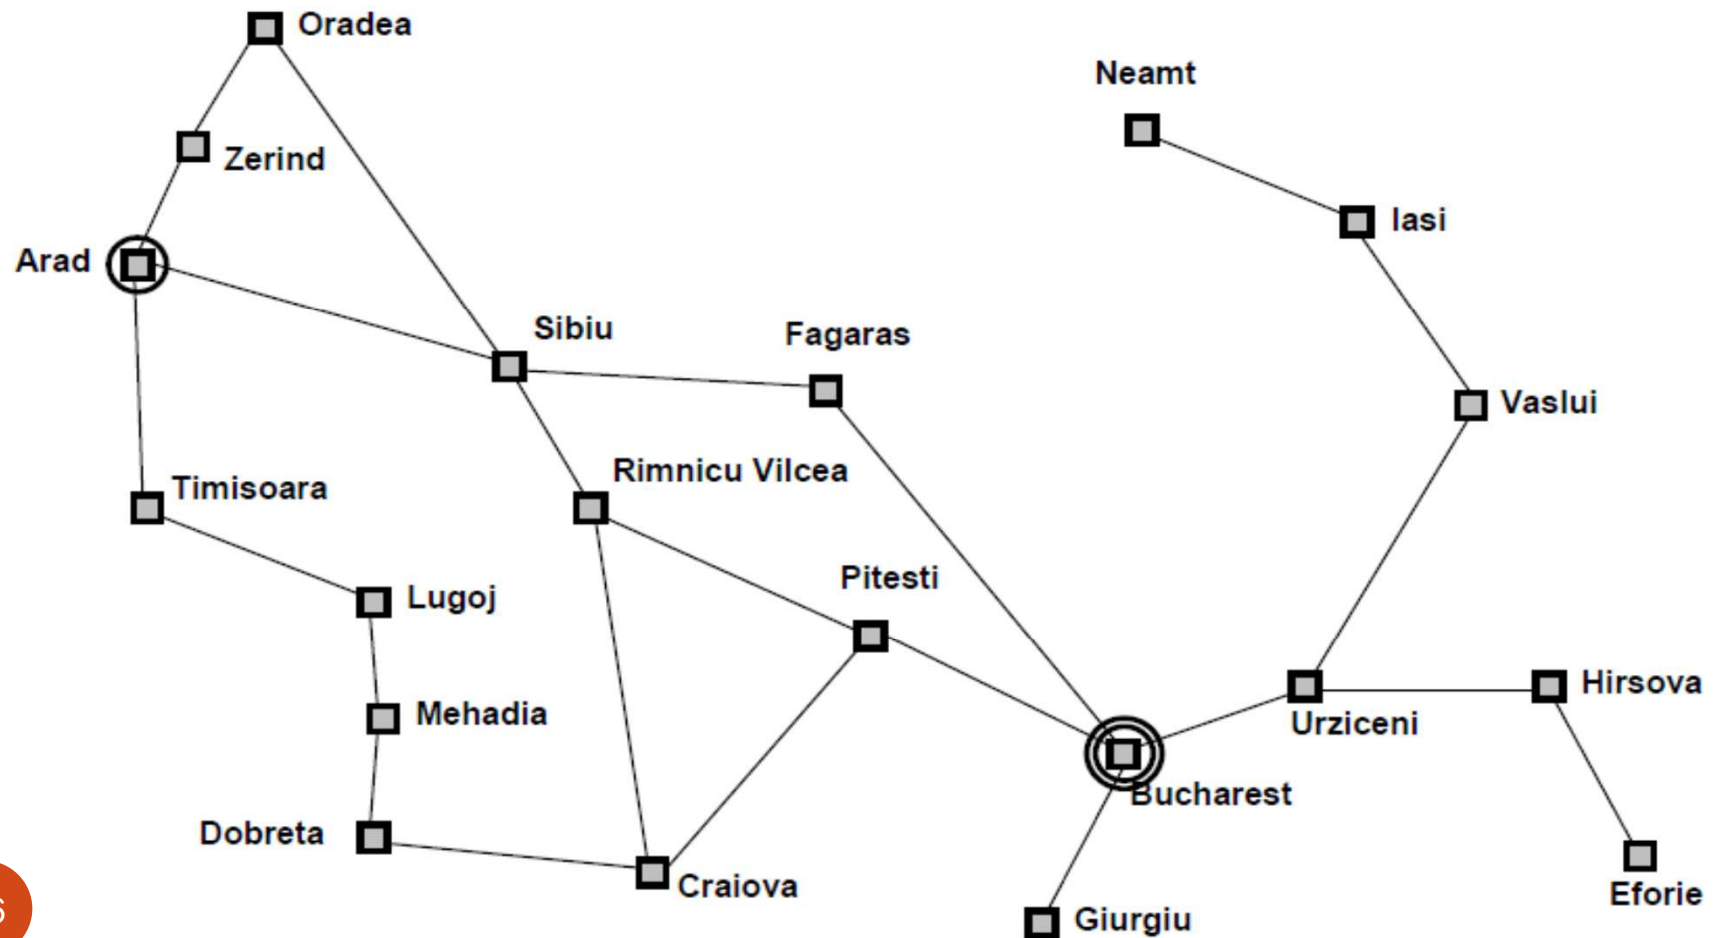 Oradea
Neamt
Zerind
Iasi
Arad
Sibiu
Fagaras
Vaslui
Rimnicu Vilcea
Timisoara
Pitesti
Lugoj
Hirsova
Mehadia
Urziceni
Bucharest
Dobreta
Craiova
Eforie
Giurgiu